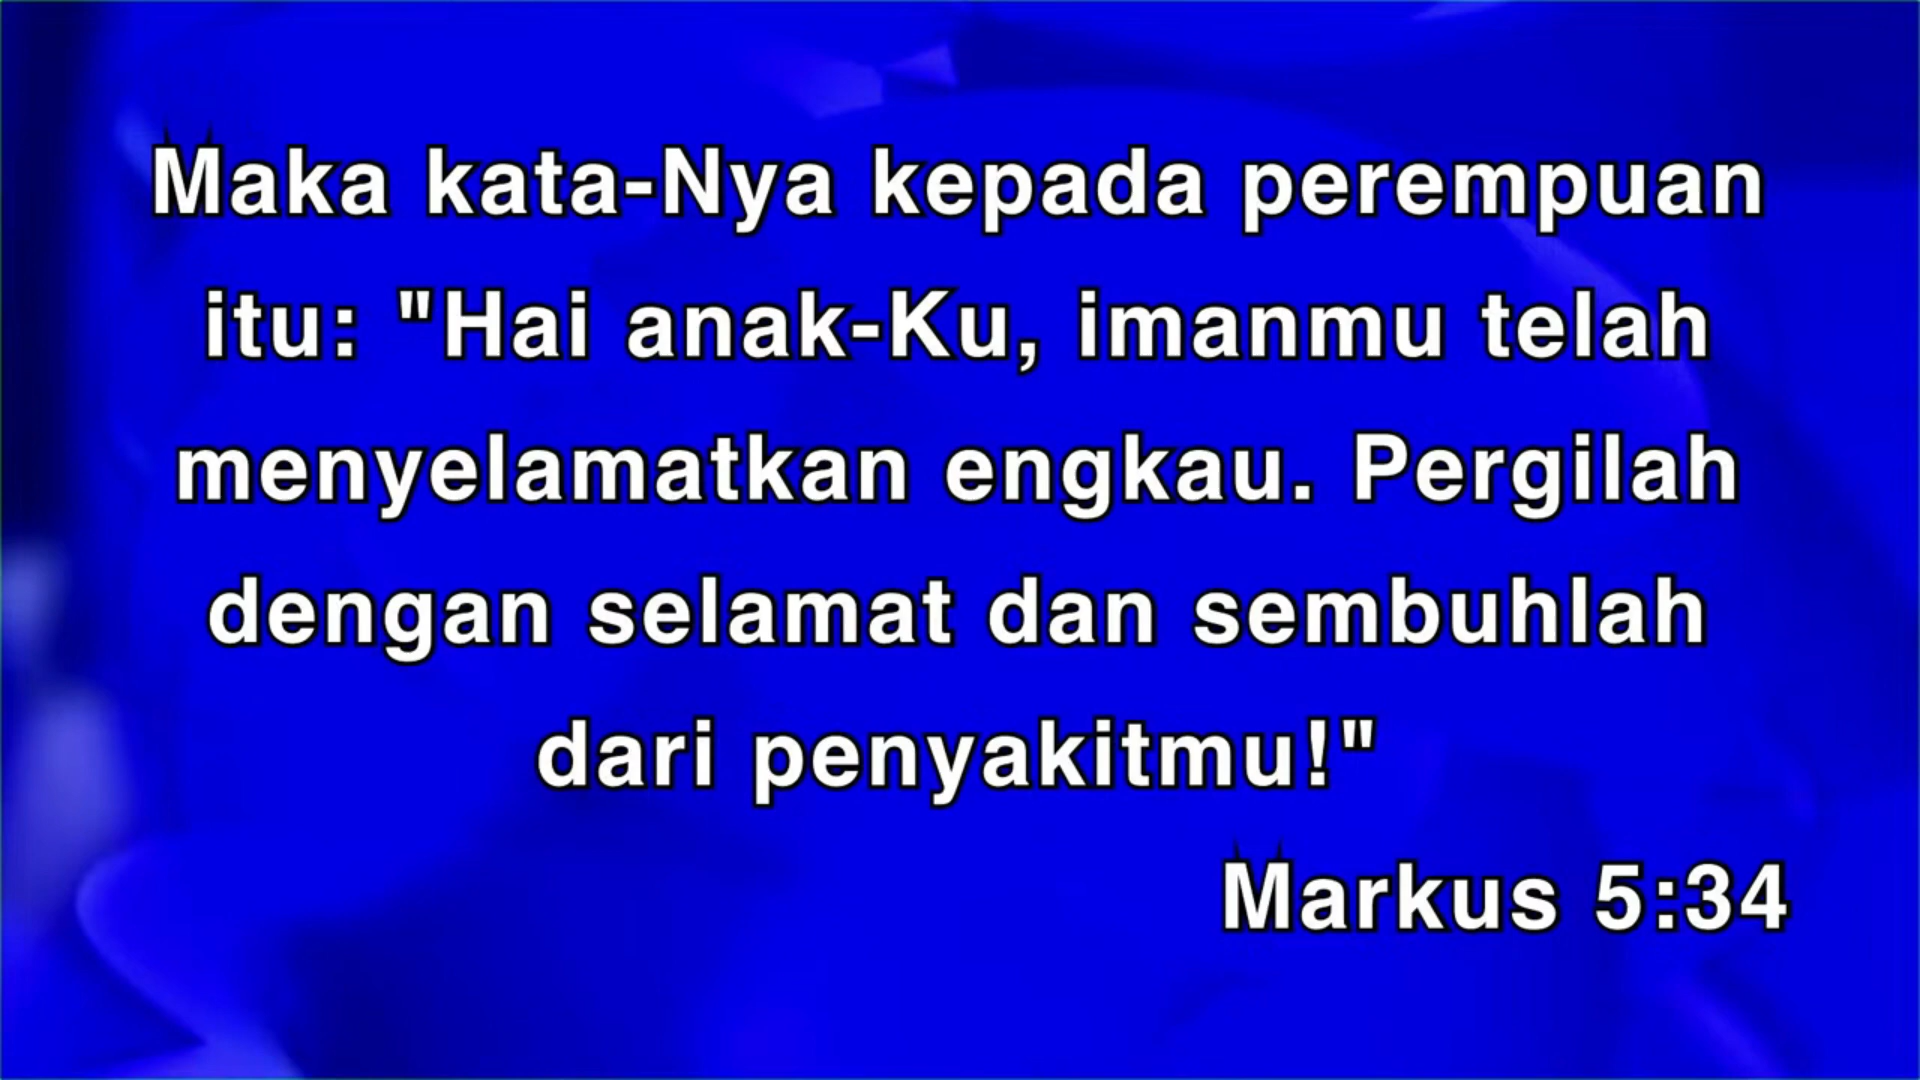 Maka kata-Nya kepada perempuan
itu: "Hai anak-Ku, imanmu telah
menyelamatkan engkau. Pergilah
dengan selamat dan sembuhlah
dari penyakitmu!"
Markus 5:34